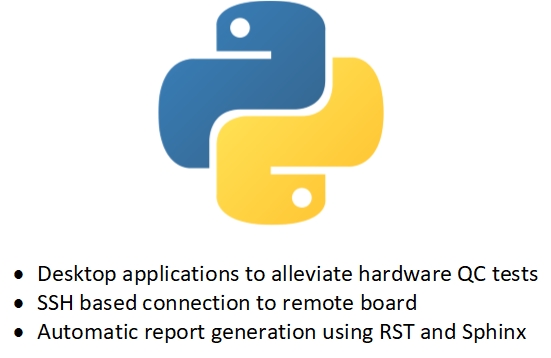 • Desktop applications to alleviate hardware QC tests
• SSH based connection to remote board
• Automatic report generation using RST and Sphinx